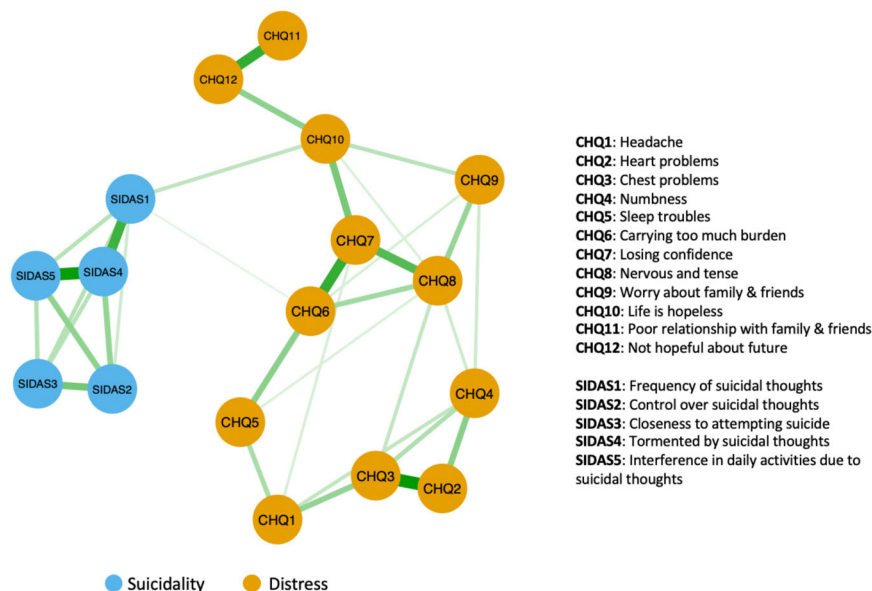 CHQ11
CHQ12
CHQ10
CHQ9
SIDAS1
CHQ7
SIDAS5
SIDAS4
CHQ8
CHQ6
SIDAS3
SIDAS2
CHQ4
CHQ5
CHQ3
CHQ2
CHQ1
CHQ1: Headache
CHQ2: Heart problems
CHQ3: Chest problems
CHQ4: Numbness
CHQ5: Sleep troubles
CHQ6: Carrying too much burden
CHQ7: Losing confidence
CHQ8: Nervous and tense
CHQ9: Worry about family & friends
CHQ10: Life is hopeless
CHQ11: Poor relationship with family & friends
CHQ12: Not hopeful about future
SIDAS1: Frequency of suicidal thoughts
SIDAS2: Control over suicidal thoughts
SIDAS3: Closeness to attempting suicide
SIDAS4: Tormented by suicidal thoughts
SIDAS5: Interference in daily activities due to
suicidal thoughts
Suicidality
Distress